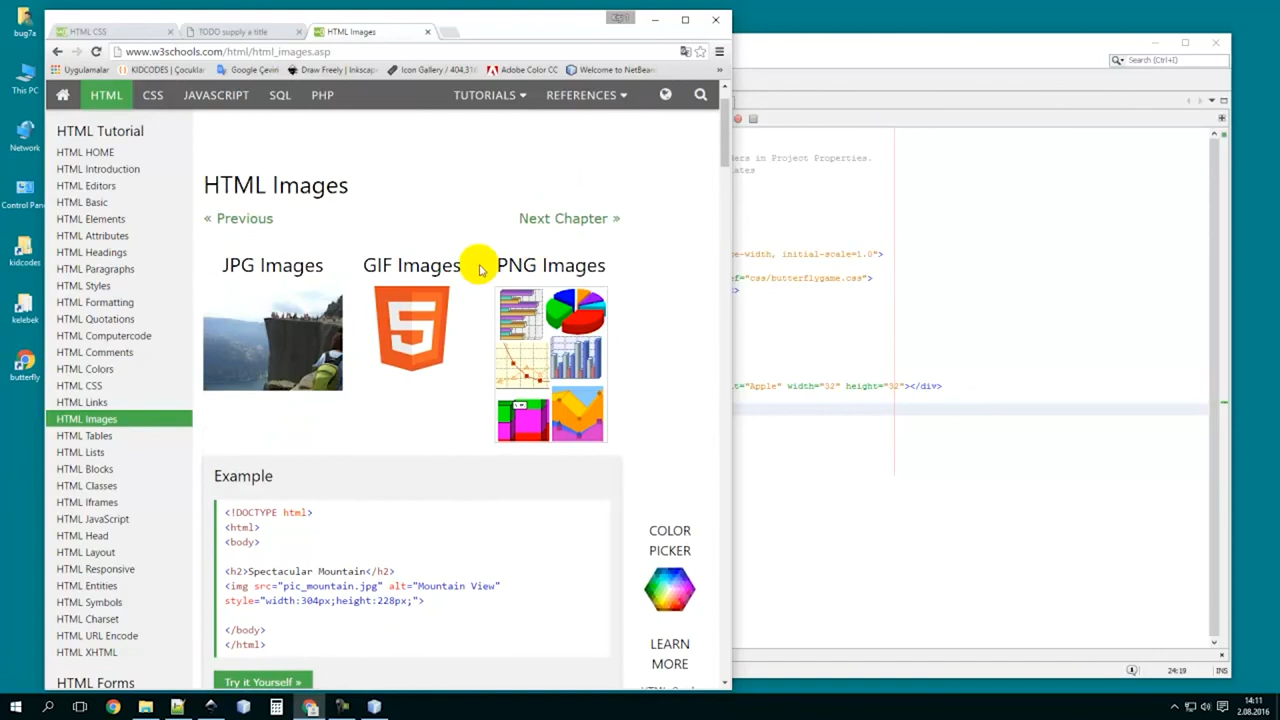 bug7a
This PC
Network
Control Pan
kidcodes
kelebek
butterfly
HTML CSS
TODO supply a title
HTML Images
www.w3schools.com/html/html_images.asp
Uygulamalar
KIDCODES | Çocuklar
Google Çeviri
Draw Freely | Inkscap
Icon Gallery / 404,31
Adobe Color CC
Welcome to NetBean
»
HTML
CSS
JAVASCRIPT
SQL
PHP
TUTORIALS
REFERENCES
HTML Tutorial
HTML HOME
HTML Introduction
HTML Editors
HTML Basic
HTML Elements
HTML Attributes
HTML Headings
HTML Paragraphs
HTML Styles
HTML Formatting
HTML Quotations
HTML Computercode
HTML Comments
HTML Colors
HTML CSS
HTML Links
HTML Images
HTML Tables
HTML Lists
HTML Blocks
HTML Classes
HTML Iframes
HTML JavaScript
HTML Head
HTML Layout
HTML Responsive
HTML Entities
HTML Symbols
HTML Charset
HTML URL Encode
HTML XHTML
HTML Forms
HTML Images
« Previous
Next Chapter »
JPG Images
GIF Images
PNG Images
Example
<!DOCTYPE html>
<html>
<body>
<h2>Spectacular Mountain</h2>
<img src="pic_mountain.jpg" alt="Mountain View"
style="width:304px;height:228px;">
</body>
</html>
Try it Yourself »
COLOR
PICKER
LEARN
MORE
Search (Ctrl+I)
ders in Project Properties.
ates
e-width, initial-scale=1.0">
ef="css/butterflygame.css">
>
t="Apple" width="32" height="32"></div>
24:19
INS
14:11
2.08.2016